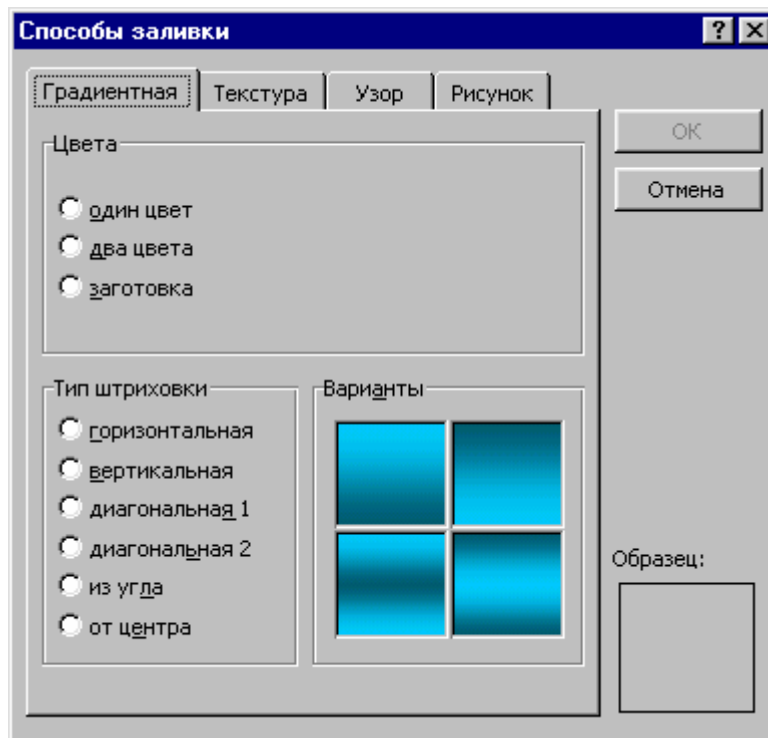 Способы заливки
Градиентная Текстура Узор Рисунок
Цвета
один цвет
два цвета
заготовка
ОК
Отмена
Тип штриховки
горизонтальная
вертикальная
диагональная 1
диагональная 2
из угла
от центра
Варианты
Образец: